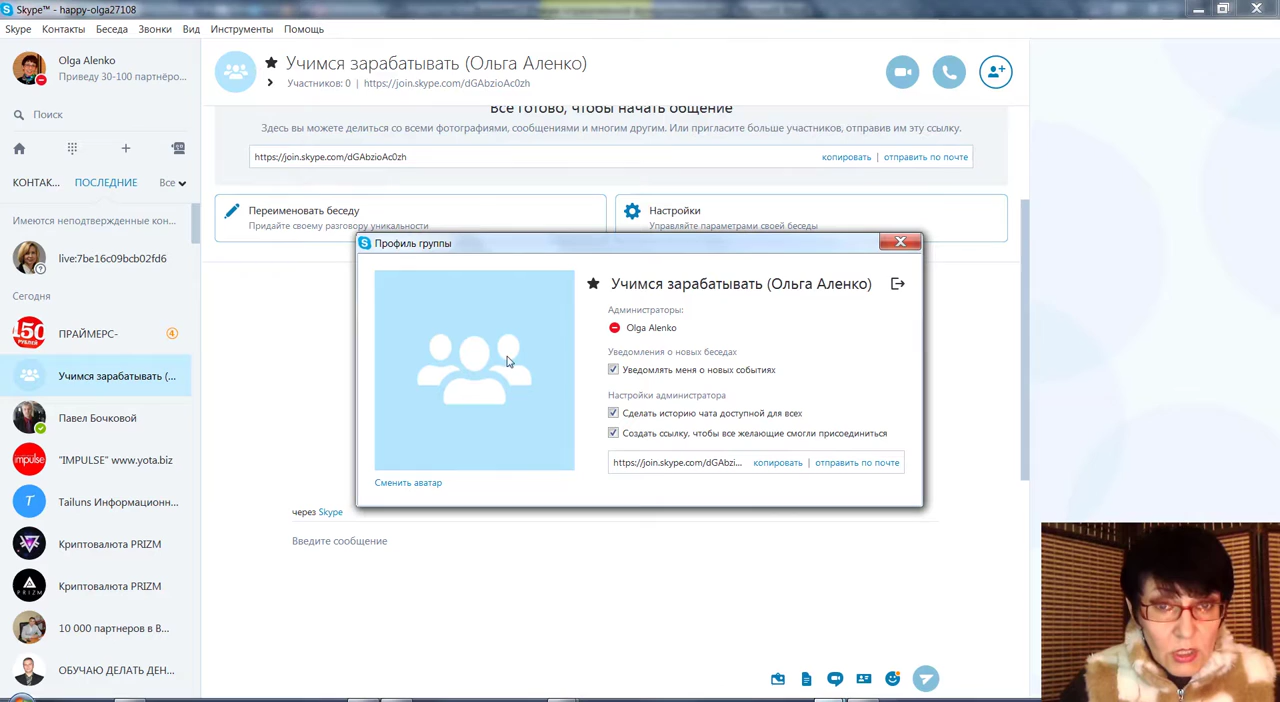 Skype™ - happy-olga27108
Skype Контакты Беседа Звонки Вид Инструменты Помощь
Olga Alenko
Приведу 30-100 партнёро...
Поиск
КОНТАК... ПОСЛЕДНИЕ Все
Имеются неподтвержденные кон...
live:7be16c09bcb02fd6
Сегодня
150
РУБЛЕЙ
ПРАЙМЕРС-
4
Учимся зарабатывать (...
Павел Бочковой
impulse
"IMPULSE" www.yota.biz
T
Tailuns Информационн...
Криптовалюта PRIZM
PRIZM
Криптовалюта PRIZM
10 000 партнеров в B...
ОБУЧАЮ ДЕЛАТЬ ДЕН...
Учимся зарабатывать (Ольга Аленко)
Участников: 0 | https://join.skype.com/dGAbzioAc0zh
Все готово, чтобы начать общение
Здесь вы можете делиться со всеми фотографиями, сообщениями и многим другим. Или пригласите больше участников, отправив им эту ссылку.
https://join.skype.com/dGAbzioAc0zh копировать | отправить по почте
Переименовать беседу
Придайте своему разговору уникальности
Настройки
Управляйте параметрами своей беседы
Профиль группы
Учимся зарабатывать (Ольга Аленко)
Администраторы:
Olga Alenko
Уведомления о новых беседах
Уведомлять меня о новых событиях
Настройки администратора
Сделать историю чата доступной для всех
Создать ссылку, чтобы все желающие смогли присоединиться
https://join.skype.com/dGAbzi... копировать | отправить по почте
Сменить аватар
через Skype
Введите сообщение